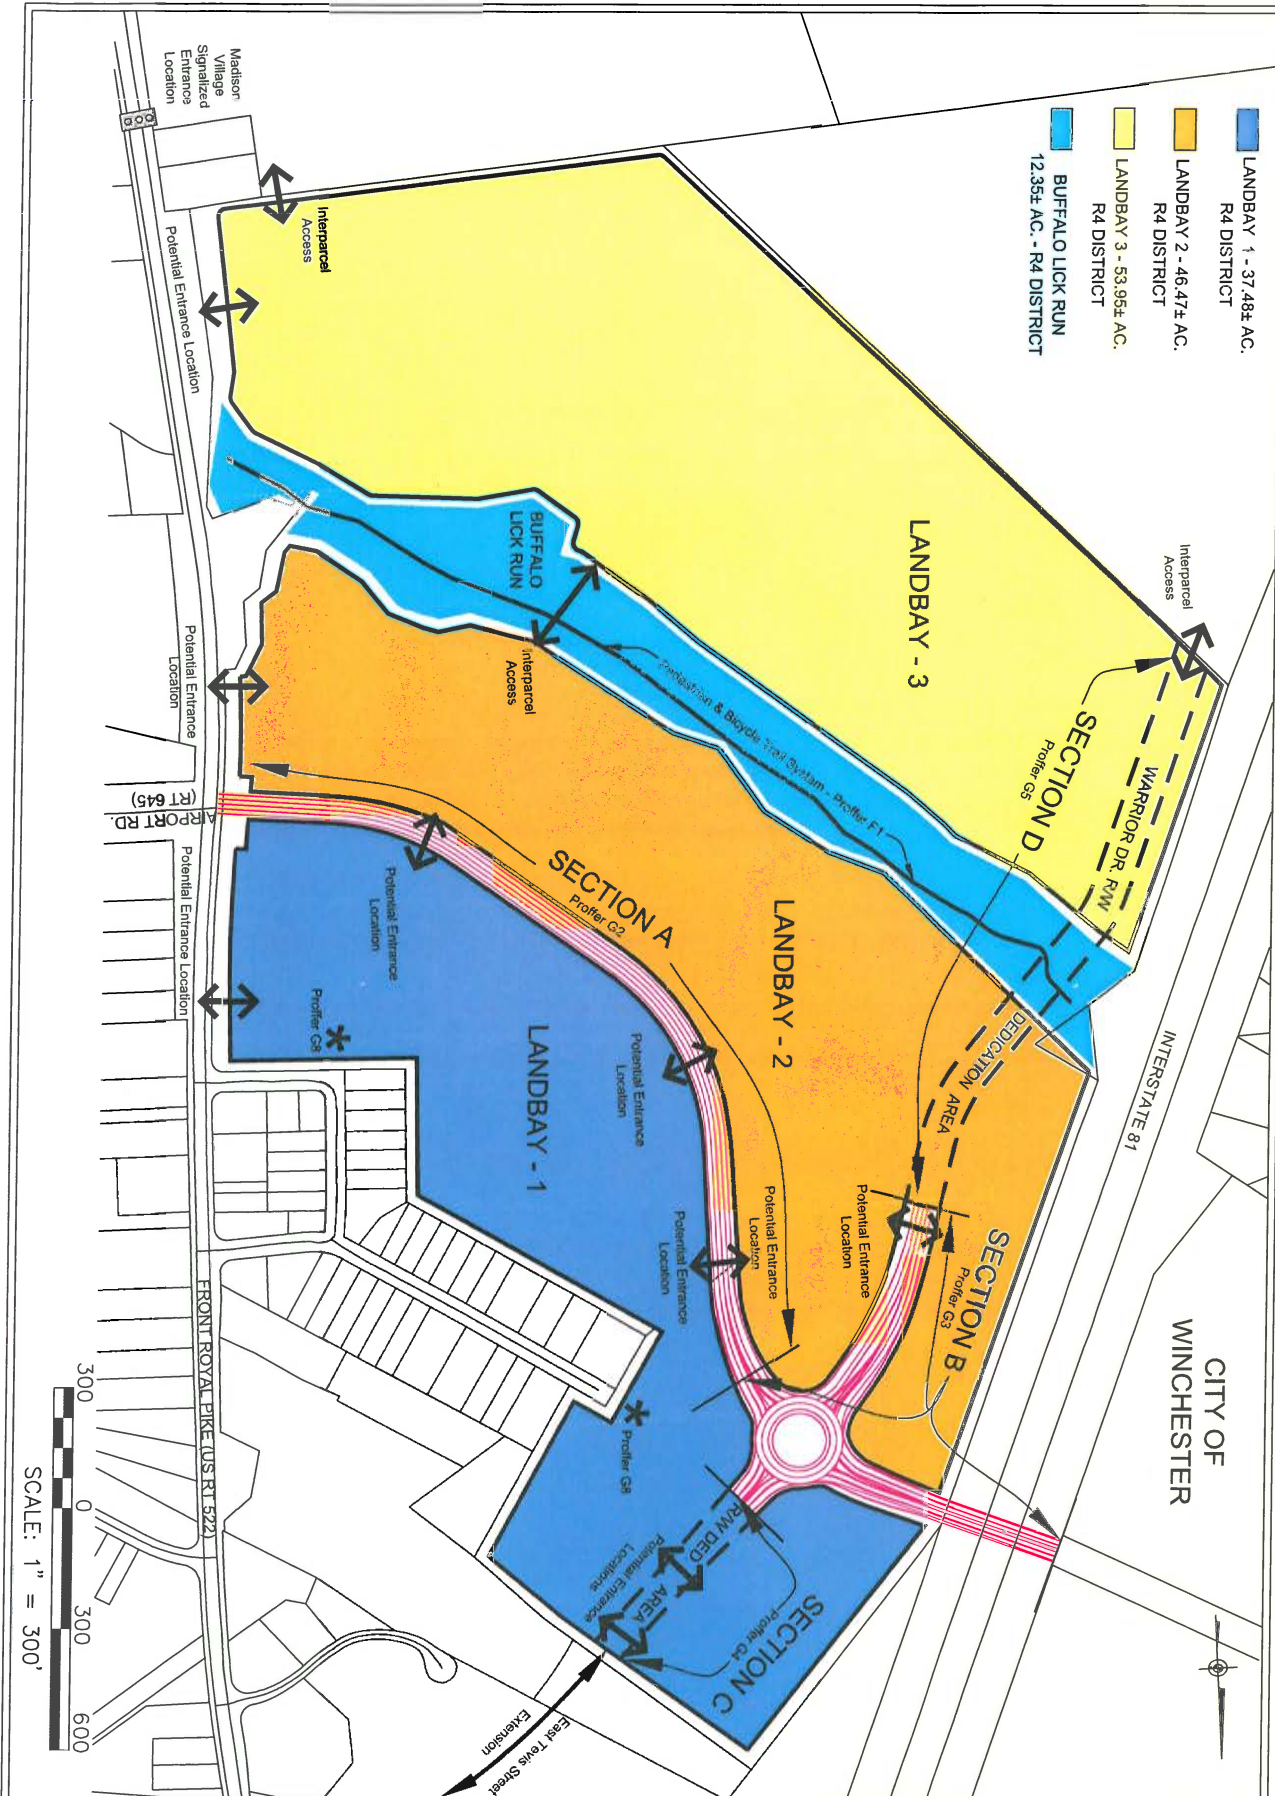 LANDBAY 1 - 37.48± AC.
R4 DISTRICT
LANDBAY 2 - 46.47± AC.
R4 DISTRICT
LANDBAY 3 - 53.95± AC.
R4 DISTRICT
BUFFALO LICK RUN
12.35± AC. - R4 DISTRICT
Madison
Village
Signalized
Entrance
Location
Interparcel
Access
Potential Entrance Location
LANDBAY - 3
Interparcel
Access
SECTION D
Proffer G5
WARRIOR DR. R/W
INTERSTATE 81
CITY OF
WINCHESTER
BUFFALO
LICK RUN
Interparcel
Access
Pedestrian & Bicycle Trail System - Proffer F1
DEDICATION AREA
LANDBAY - 2
SECTION A
Proffer G2
Potential Entrance
Location
AIRPORT RD.
(RT 645)
Potential Entrance Location
Potential Entrance
Location
Proffer G8
LANDBAY - 1
Potential Entrance
Location
Potential Entrance
Location
Potential Entrance
Location
Potential Entrance
Location
SECTION B
Proffer G3
Proffer G8
R/W DED
AREA
Potential Entrance
Locations
SECTION C
Proffer G4
East Tevis Street
Extension
FRONT ROYAL PIKE (US RT 522)
300 0 300 600
SCALE: 1" = 300'